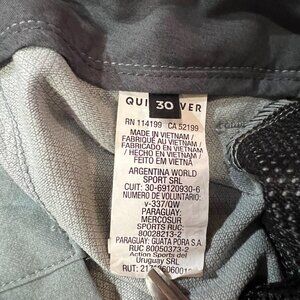 QUI 30 VER
RN 114199 CA 52199
MADE IN VIETNAM /
FABRIQUÉ AU VIETNAM /
FABRICADO EN VIETNAM
/ HECHO EN VIETNAM /
FEITO EM VIETNÃ
ARGENTINA WORLD
SPORT SRL
CUIT: 30-69120930-6
NUMERO DE VOLUNTARIO:
v-337/QW
PARAGUAY:
MERCOSUR
SPORTS RUC:
80028213-2
PARAGUAY: GUATA PORA S.A.
RUC 80050373-2
Action Sports del
Uruguay SRL
RUT: